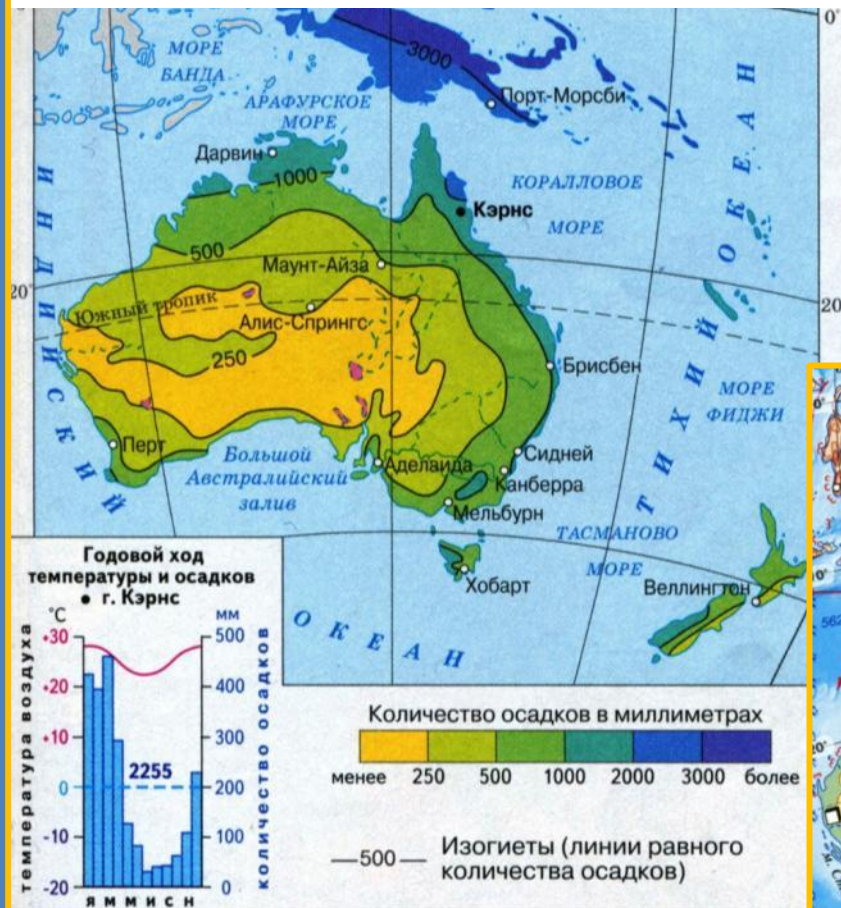 0°
МОРЕ
БАНДА
3000
АРАФУРСКОЕ
МОРЕ
Порт-Морсби
Дарвин
1000
КОРАЛЛОВОЕ
МОРЕ
Кэрнс
500
Маунт-Айза
20°
20
Южный тропик
Алис-Спрингс
250
Брисбен
МОРЕ
ФИДЖИ
ИНДИЙСКИЙ
ТИХИЙ ОКЕАН
Перт
Большой
Австралийский
залив
Аделаида
Сидней
Канберра
Мельбурн
ТАСМАНОВО
МОРЕ
Хобарт
Веллингтон
ОКЕАН
Годовой ход
температуры и осадков
• г. Кэрнс
°С
мм
+30
+20
+10
0
-10
-20
500
400
300
200
100
0
2255
температура воздуха
количество осадков
я м м и с н
Количество осадков в миллиметрах
менее 250 500 1000 2000 3000 более
—500— Изогиеты (линии равного
количества осадков)